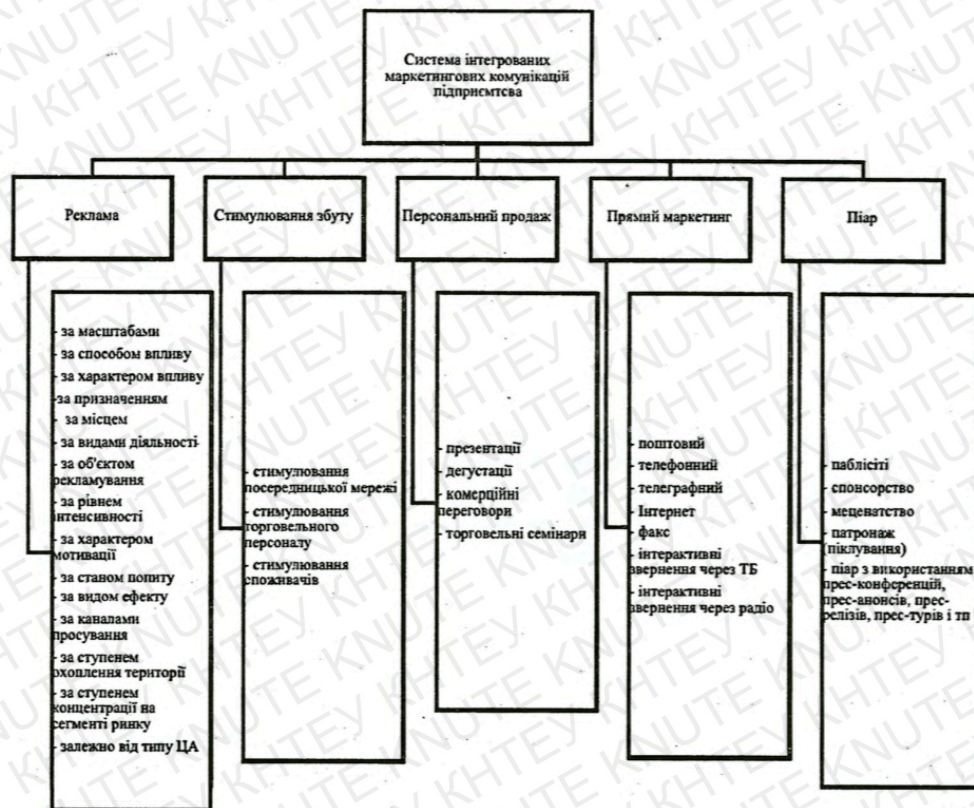 Система інтегрованих
маркетингових комунікацій
підприємтсва
Реклама
Стимулювання збуту
Персональний продаж
Прямий маркетинг
Піар
- за масштабами
- за способом впливу
- за характером впливу
-за призначенням
- за місцем
- за видами діяльності
- за об'єктом
рекламування
- за рівнем
інтенсивності
- за характером
мотивації
- за станом попиту
- за видом ефекту
- за каналами
просування
- за ступенем
охоплення території
- за ступенем
концентрації на
сегменті ринку
- залежно від типу ЦА
- стимулювання
посередницької мережі
- стимулювання
торговельного
персоналу
- стимулювання
споживачів
- презентації
- дегустації
- комерційні
переговори
- торговельні семінари
- поштовий
- телефонний
- телеграфний
- Інтернет
- факс
- інтерактивні
звернення через ТБ
- інтерактивні
звернення через радіо
- паблісіті
- спонсорство
- меценатство
- патронаж
(піклування)
- піар з використанням
прес-конференцій,
прес-анонсів, прес-
релізів, прес-турів і тп
KHTEY KNUTE